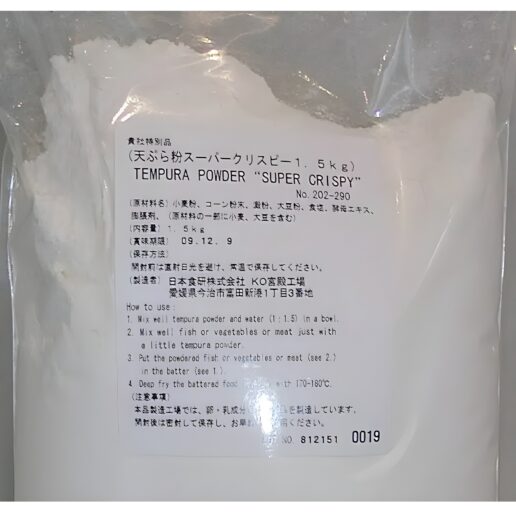 貴社特別品
(天ぷら粉スーパークリスピー1.5kg)
TEMPURA POWDER "SUPER CRISPY"
No.202-290
(原材料名) 小麦粉、コーン粉末、澱粉、大豆粉、食塩、酵母エキス、
膨脹剤、(原材料の一部に小麦、大豆を含む)
(内容量) 1.5kg
(賞味期限) 09.12.9
(保存方法)
開封前は直射日光を避け、常温で保存してください。
(製造者) 日本食研株式会社 KO宮殿工場
愛媛県今治市富田新港1丁目3番地
How to use:
1. Mix well tempura powder and water (1:1.5) in a bowl.
2. Mix well fish or vegetables or meat just with
a little tempura powder.
3. Put the powdered fish or vegetables or meat (see 2.)
in the batter (see 1.).
4. Deep fry the battered food with 170-180℃.
(注意事項)
本品製造工場では、卵・乳成分 を製造しています。
開封後は密封して保存し、お早 ください。
LOT NO. 812151 0019